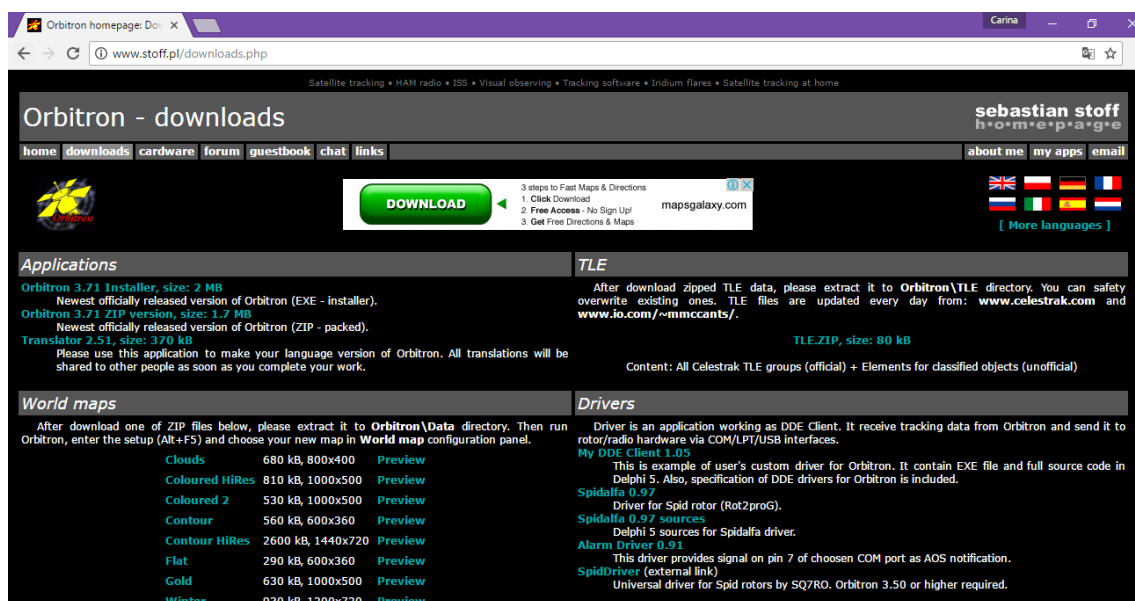 Orbitron homepage: Do
Carina
www.stoff.pl/downloads.php
Satellite tracking • HAM radio • ISS • Visual observing • Tracking software • Iridium flares • Satellite tracking at home
Orbitron - downloads
sebastian stoff
h•o•m•e•p•a•g•e
home downloads cardware forum guestbook chat links
about me my apps email
Orbitron
DOWNLOAD
3 steps to Fast Maps & Directions
1. Click Download
2. Free Access - No Sign Up!
3. Get Free Directions & Maps
mapsgalaxy.com
[ More languages ]
Applications
Orbitron 3.71 Installer, size: 2 MB
Newest officially released version of Orbitron (EXE - installer).
Orbitron 3.71 ZIP version, size: 1.7 MB
Newest officially released version of Orbitron (ZIP - packed).
Translator 2.51, size: 370 kB
Please use this application to make your language version of Orbitron. All translations will be
shared to other people as soon as you complete your work.
TLE
After download zipped TLE data, please extract it to Orbitron\TLE directory. You can safely
overwrite existing ones. TLE files are updated every day from: www.celestrak.com and
www.io.com/~mmccants/.
TLE.ZIP, size: 80 kB
Content: All Celestrak TLE groups (official) + Elements for classified objects (unofficial)
World maps
After download one of ZIP files below, please extract it to Orbitron\Data directory. Then run
Orbitron, enter the setup (Alt+F5) and choose your new map in World map configuration panel.
Clouds 680 kB, 800x400 Preview
Coloured HiRes 810 kB, 1000x500 Preview
Coloured 2 530 kB, 1000x500 Preview
Contour 560 kB, 600x360 Preview
Contour HiRes 2600 kB, 1440x720 Preview
Flat 290 kB, 600x360 Preview
Gold 630 kB, 1000x500 Preview
Winter 920 kB, 1200x720 Preview
Drivers
Driver is an application working as DDE Client. It receive tracking data from Orbitron and send it to
rotor/radio hardware via COM/LPT/USB interfaces.
My DDE Client 1.05
This is example of user's custom driver for Orbitron. It contain EXE file and full source code in
Delphi 5. Also, specification of DDE drivers for Orbitron is included.
Spidalfa 0.97
Driver for Spid rotor (Rot2proG).
Spidalfa 0.97 sources
Delphi 5 sources for Spidalfa driver.
Alarm Driver 0.91
This driver provides signal on pin 7 of choosen COM port as AOS notification.
SpidDriver (external link)
Universal driver for Spid rotors by SQ7RO. Orbitron 3.50 or higher required.